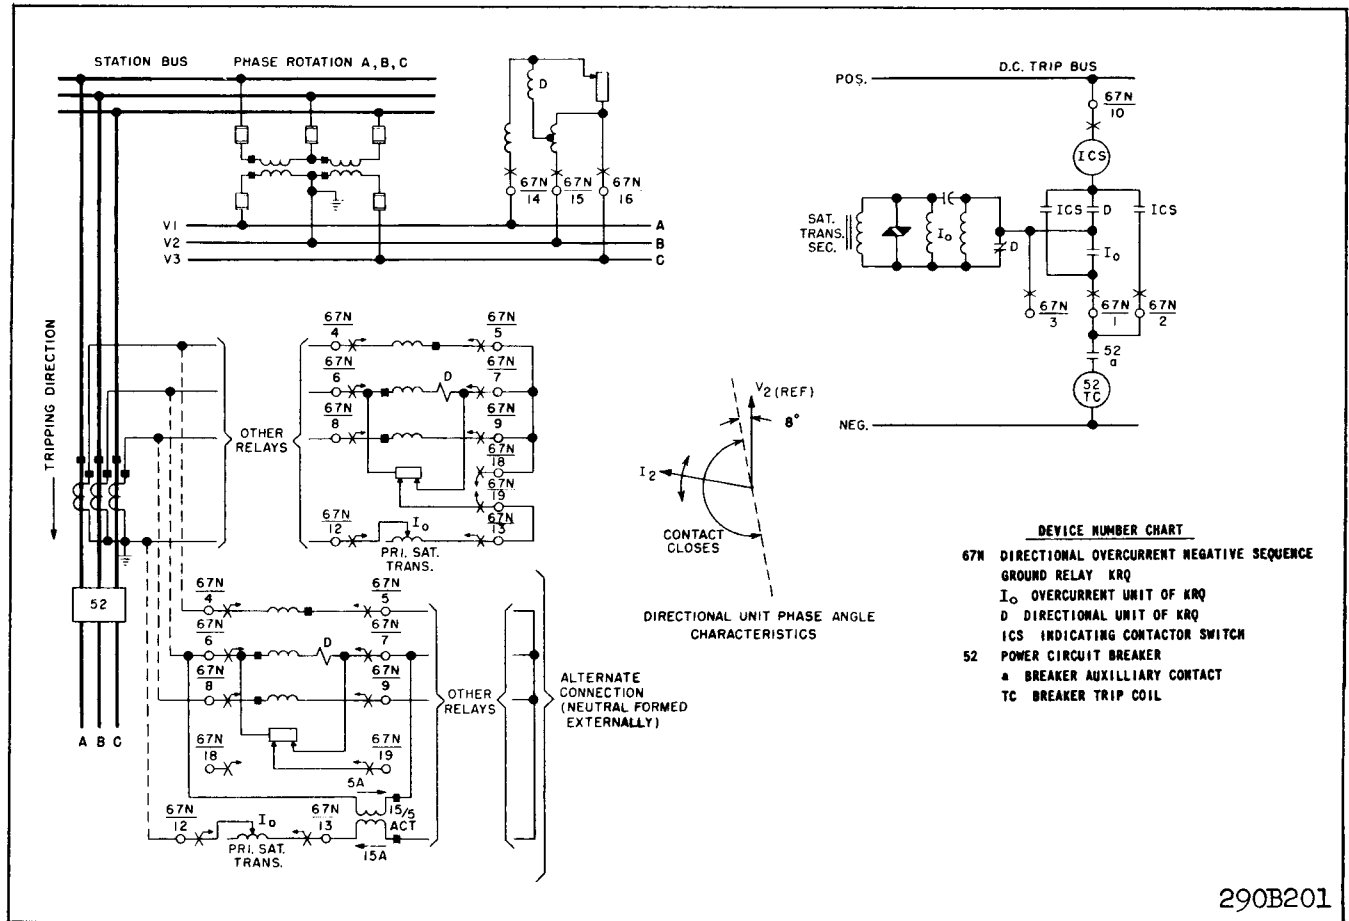 STATION BUS
PHASE ROTATION A, B, C
D
67N
14
67N
15
67N
16
V1
V2
V3
A
B
C
TRIPPING DIRECTION
OTHER
RELAYS
67N
4
67N
5
67N
6
D
67N
7
67N
8
67N
9
67N
18
67N
19
67N
12
I₀
67N
13
PRI. SAT.
TRANS.
52
A B C
67N
4
67N
5
67N
6
D
67N
7
67N
8
67N
9
67N
18
67N
19
5A
15/5
ACT
15A
67N
12
I₀
67N
13
PRI. SAT.
TRANS.
OTHER
RELAYS
ALTERNATE
CONNECTION
(NEUTRAL FORMED
EXTERNALLY)
V2 (REF)
8°
I2
CONTACT
CLOSES
DIRECTIONAL UNIT PHASE ANGLE
CHARACTERISTICS
D.C. TRIP BUS
POS.
67N
10
ICS
ICS
D
ICS
SAT.
TRANS.
SEC.
I₀
D
I₀
67N
3
67N
1
67N
2
52
a
52
TC
NEG.
DEVICE NUMBER CHART
67N DIRECTIONAL OVERCURRENT NEGATIVE SEQUENCE
GROUND RELAY KRQ
I₀ OVERCURRENT UNIT OF KRQ
D DIRECTIONAL UNIT OF KRQ
ICS INDICATING CONTACTOR SWITCH
52 POWER CIRCUIT BREAKER
a BREAKER AUXILLIARY CONTACT
TC BREAKER TRIP COIL
290B201